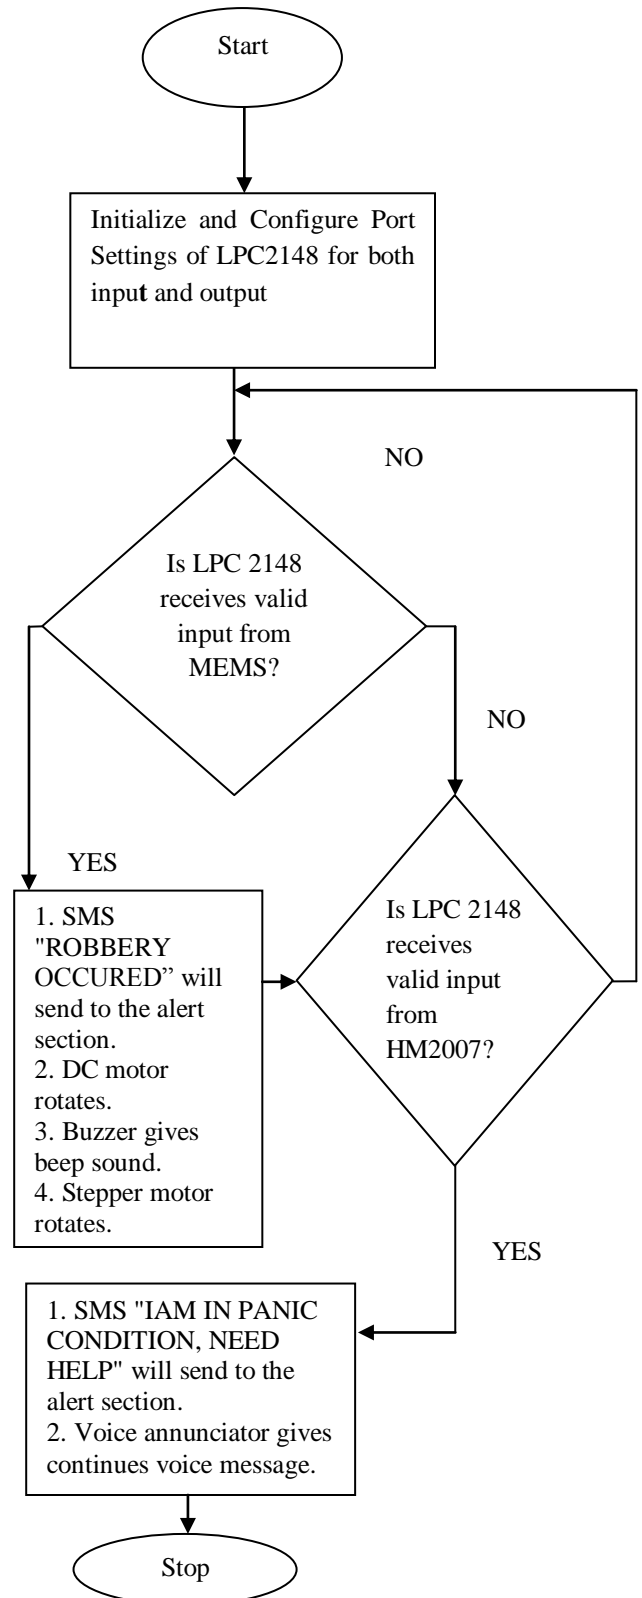 Start
Initialize and Configure Port
Settings of LPC2148 for both
input and output
NO
Is LPC 2148
receives valid
input from
MEMS?
NO
YES
1. SMS
"ROBBERY
OCCURED” will
send to the alert
section.
2. DC motor
rotates.
3. Buzzer gives
beep sound.
4. Stepper motor
rotates.
Is LPC 2148
receives
valid input
from
HM2007?
YES
1. SMS "IAM IN PANIC
CONDITION, NEED
HELP" will send to the
alert section.
2. Voice annunciator gives
continues voice message.
Stop